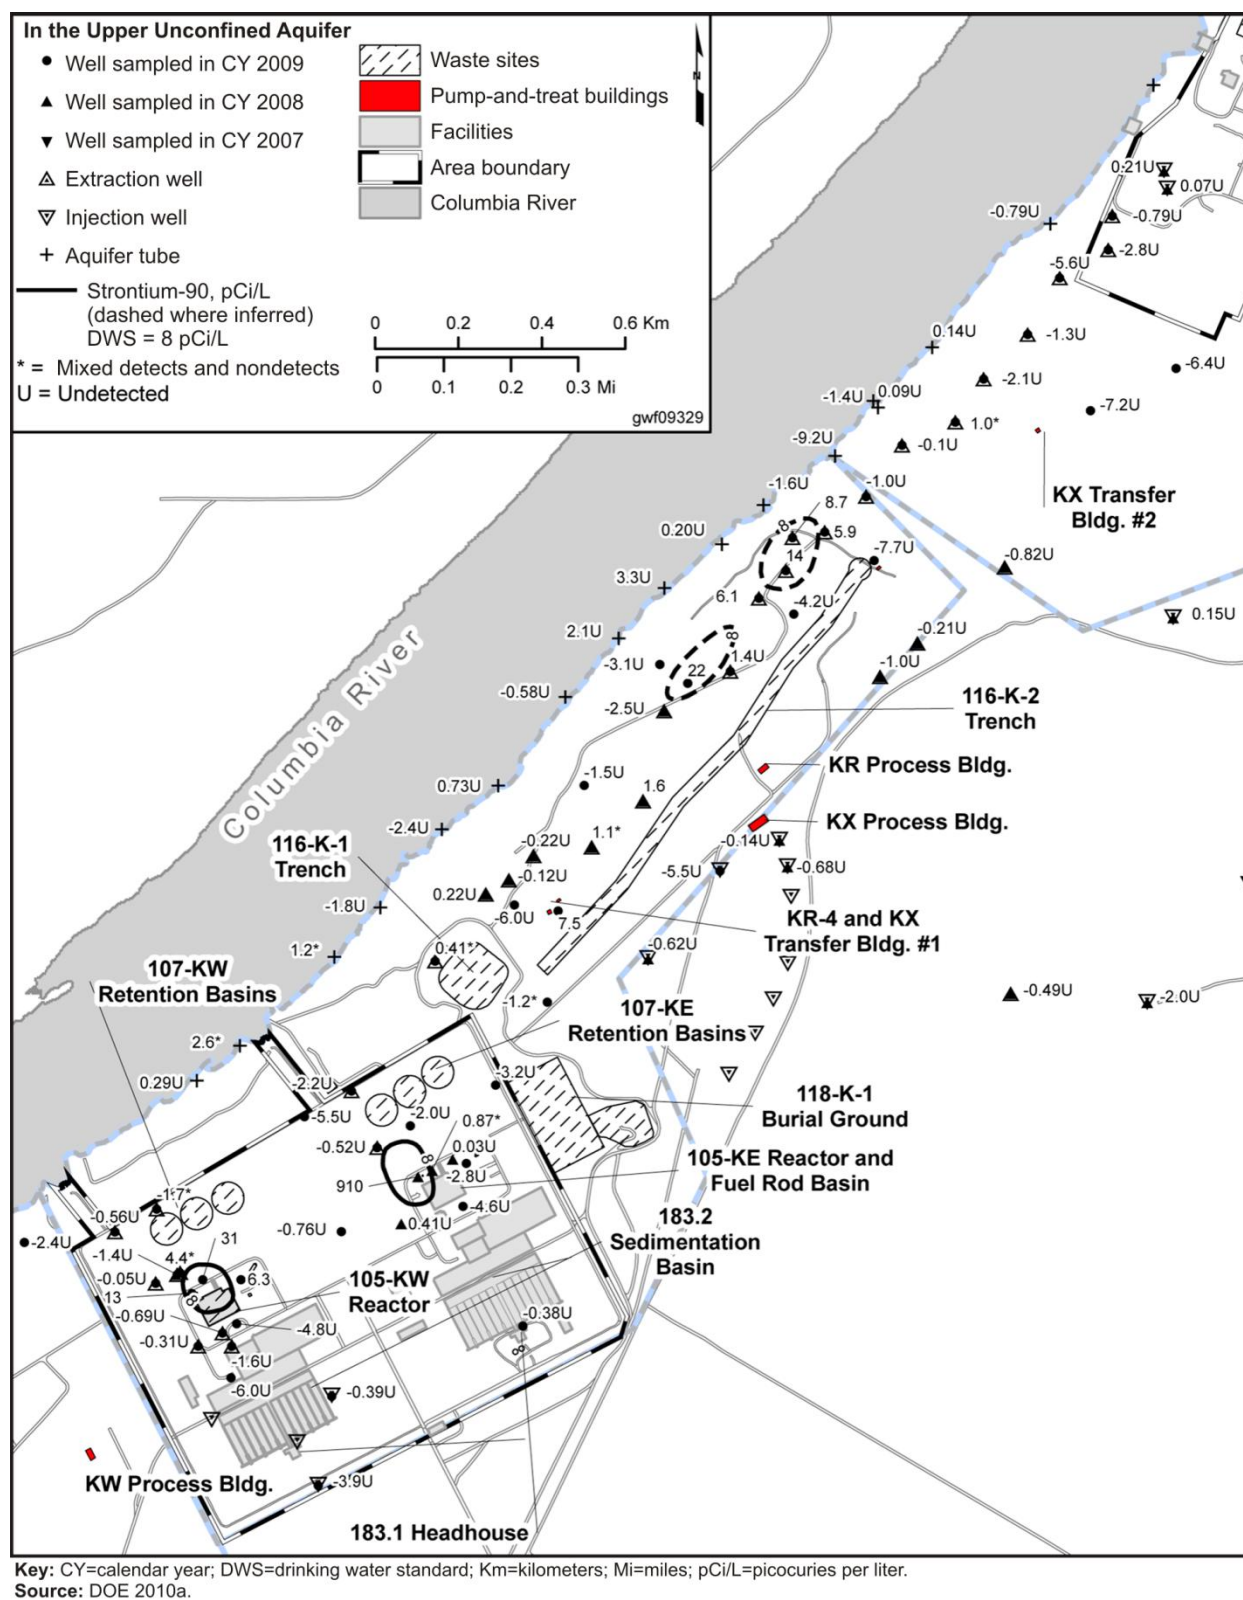 In the Upper Unconfined Aquifer
Well sampled in CY 2009
Well sampled in CY 2008
Well sampled in CY 2007
Extraction well
Injection well
Aquifer tube
Strontium-90, pCi/L
(dashed where inferred)
DWS = 8 pCi/L
* = Mixed detects and nondetects
U = Undetected
Waste sites
Pump-and-treat buildings
Facilities
Area boundary
Columbia River
N
0 0.2 0.4 0.6 Km
0 0.1 0.2 0.3 Mi
gwf09329
0.21U
0.07U
-0.79U
-0.79U
-2.8U
-5.6U
0.14U
-1.3U
-6.4U
-2.1U
-1.4U
0.09U
-7.2U
1.0*
-0.1U
-9.2U
-1.0U
KX Transfer
Bldg. #2
-1.6U
8.7
8
5.9
0.20U
-7.7U
14
-0.82U
3.3U
6.1
-4.2U
0.15U
2.1U
-0.21U
8
-3.1U
1.4U
22
-1.0U
-0.58U
-2.5U
116-K-2
Trench
Columbia River
-1.5U
0.73U
1.6
KR Process Bldg.
-2.4U
KX Process Bldg.
116-K-1
Trench
1.1*
-0.14U
-0.22U
-0.12U
-5.5U
-0.68U
0.22U
-1.8U
-6.0U
7.5
KR-4 and KX
Transfer Bldg. #1
1.2*
0.41*
-0.62U
107-KW
Retention Basins
-1.2*
-0.49U
-2.0U
107-KE
Retention Basins
2.6*
0.29U
-2.2U
-3.2U
118-K-1
Burial Ground
-5.5U
-2.0U
0.87*
-0.52U
0.03U
8
105-KE Reactor and
Fuel Rod Basin
910
-2.8U
-1.7*
-4.6U
-0.56U
-0.76U
0.41U
183.2
Sedimentation
Basin
-2.4U
-1.4U
4.4*
31
-0.05U
6.3
105-KW
Reactor
13
8
-0.69U
-4.8U
-0.38U
-0.31U
8
-1.6U
-6.0U
-0.39U
KW Process Bldg.
-3.9U
183.1 Headhouse
Key: CY=calendar year; DWS=drinking water standard; Km=kilometers; Mi=miles; pCi/L=picocuries per liter.
Source: DOE 2010a.